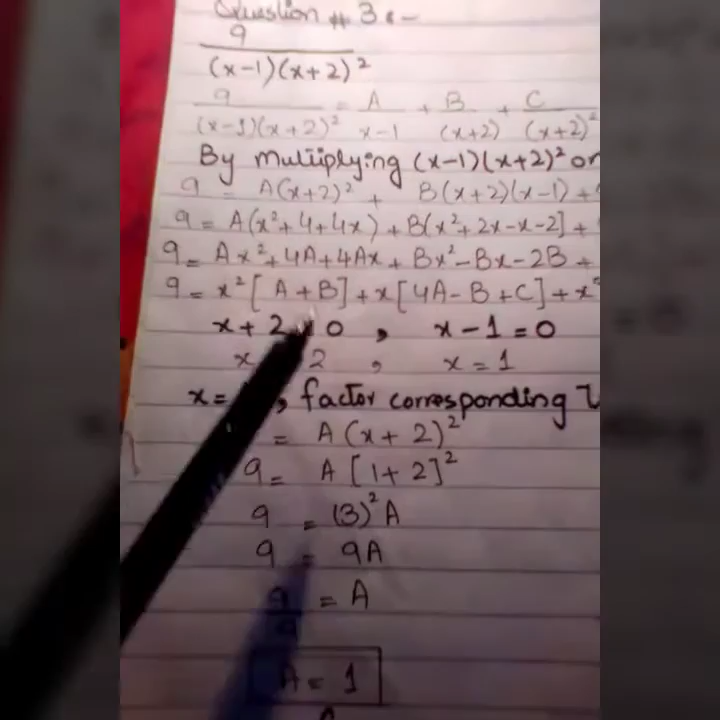 Question # 3 :-
9
(x-1)(x+2)²
9 = A + B + C
(x-1)(x+2)² x-1 (x+2) (x+2)²
By multiplying (x-1)(x+2)² on
9 = A(x+2)² + B(x+2)(x-1) +
9 = A(x²+4+4x) + B[x²+2x-x-2] +
9 = Ax²+4A+4Ax+Bx²-Bx-2B +
9 = x²[A+B]+x[4A-B+C]+x°
x+2 0 , x-1=0
x 2 , x=1
x= , factor corresponding
= A(x+2)²
9 = A[1+2]²
9 = (3)²A
9 = 9A
9 = A
9
A = 1